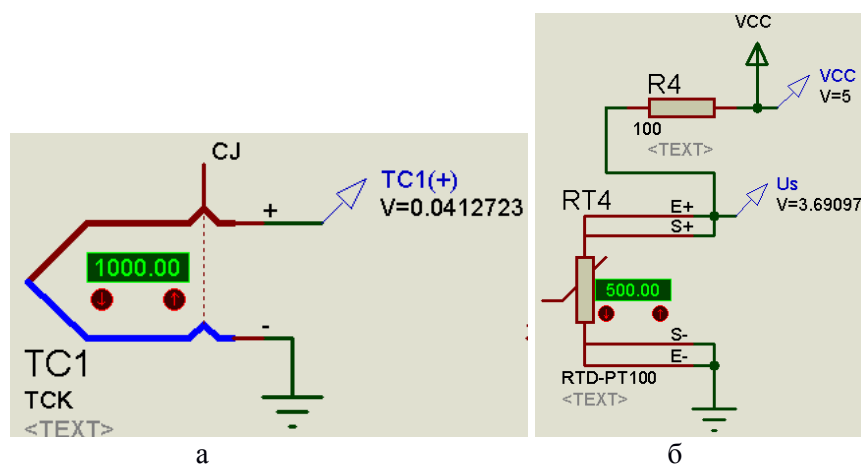 CJ
+
TC1(+)
V=0.0412723
1000.00
-
TC1
TCK
<TEXT>
а
VCC
VCC
V=5
R4
100
<TEXT>
Us
V=3.69097
RT4
E+
S+
500.00
S-
E-
RTD-PT100
<TEXT>
б